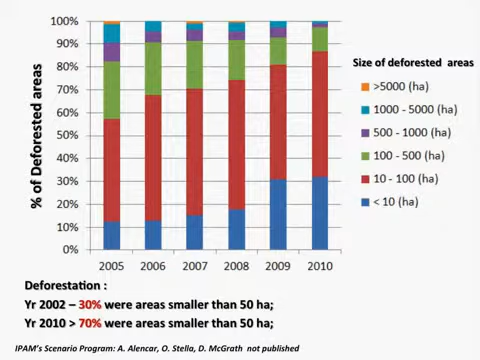 100%
90%
80%
70%
60%
50%
40%
30%
20%
10%
0%
% of Deforested areas
2005 2006 2007 2008 2009 2010
Size of deforested areas
>5000 (ha)
1000 - 5000 (ha)
500 - 1000 (ha)
100 - 500 (ha)
10 - 100 (ha)
< 10 (ha)
Deforestation :
Yr 2002 – 30% were areas smaller than 50 ha;
Yr 2010 > 70% were areas smaller than 50 ha;
IPAM's Scenario Program: A. Alencar, O. Stella, D. McGrath not published